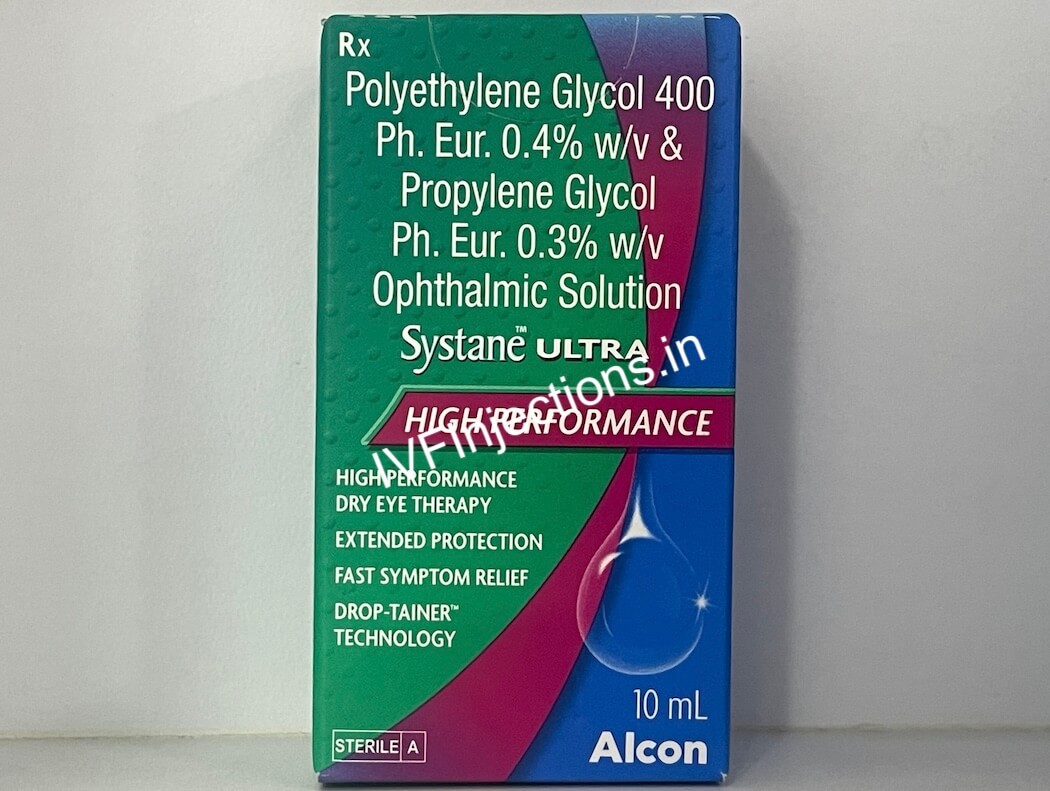 Rx
Polyethylene Glycol 400
Ph. Eur. 0.4% w/v &
Propylene Glycol
Ph. Eur. 0.3% w/v
Ophthalmic Solution
Systane™ ULTRA
HIGH PERFORMANCE
IVFinjections.in
HIGH PERFORMANCE
DRY EYE THERAPY
EXTENDED PROTECTION
FAST SYMPTOM RELIEF
DROP-TAINER™
TECHNOLOGY
10 mL
STERILE A
Alcon